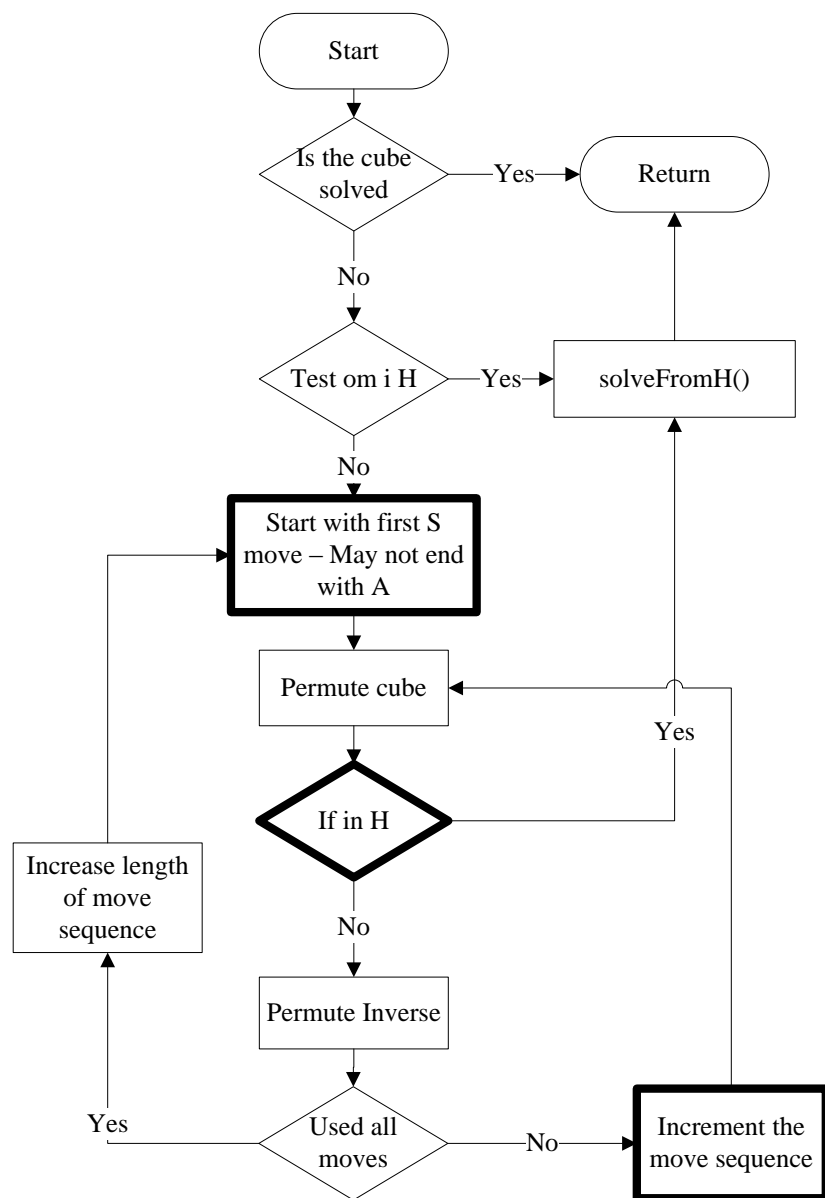 Start
Is the cube
solved
Yes
Return
No
Test om i H
Yes
solveFromH()
No
Start with first S
move – May not end
with A
Permute cube
Yes
If in H
Increase length
of move
sequence
No
Permute Inverse
Yes
Used all
moves
No
Increment the
move sequence